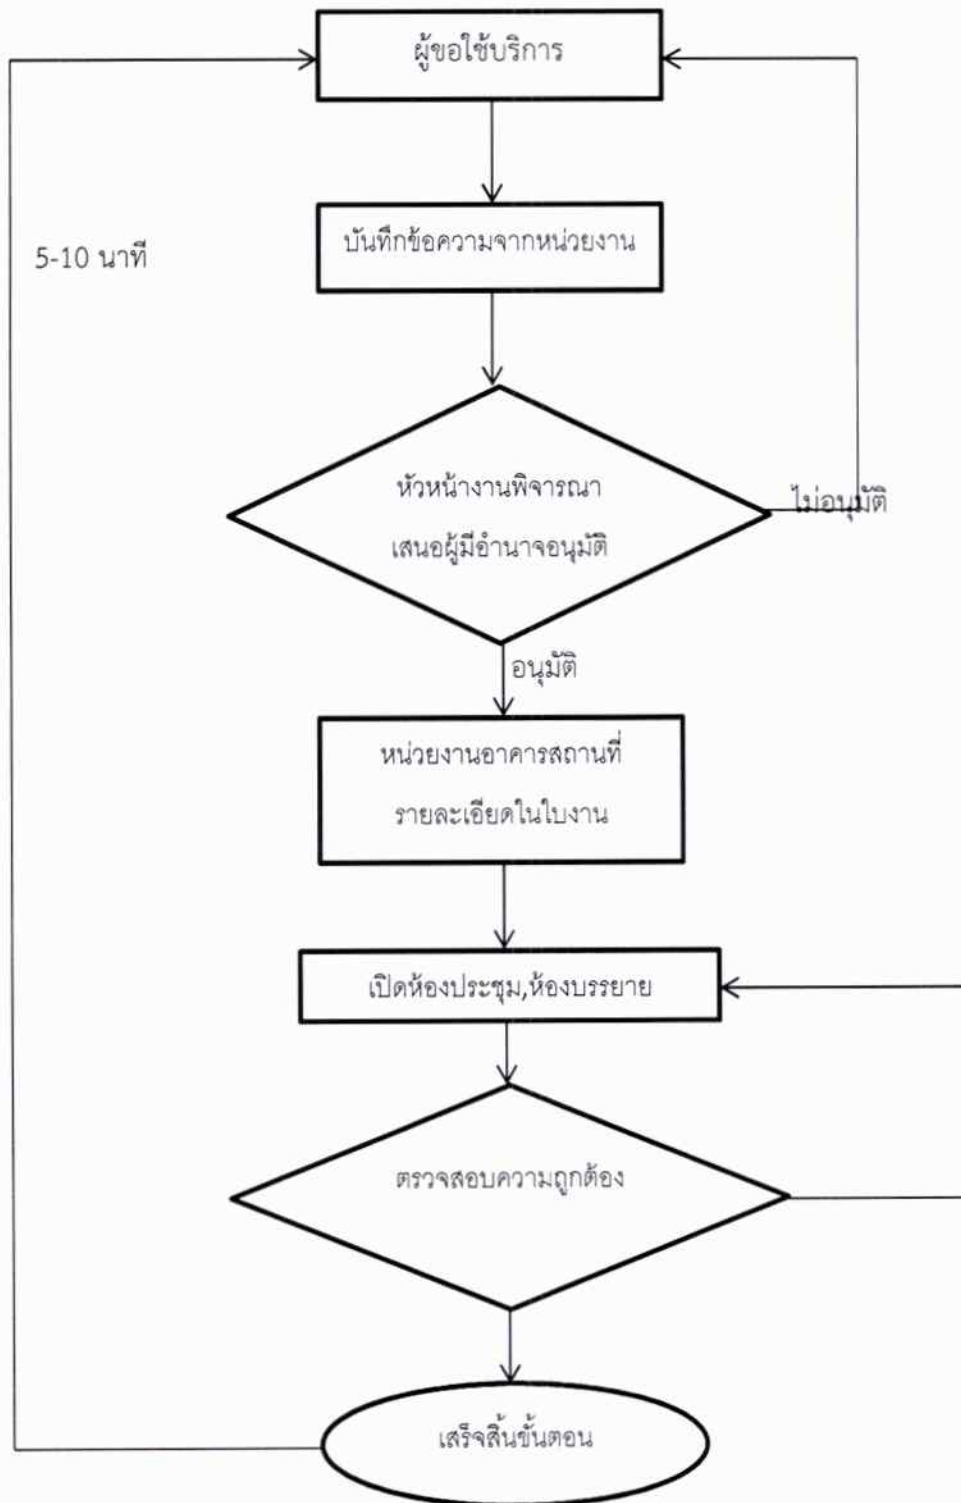 ผู้ขอใช้บริการ
5-10 นาที
บันทึกข้อความจากหน่วยงาน
หัวหน้างานพิจารณา
เสนอผู้มีอำนาจอนุมัติ
ไม่อนุมัติ
อนุมัติ
หน่วยงานอาคารสถานที่
รายละเอียดในใบงาน
เปิดห้องประชุม,ห้องบรรยาย
ตรวจสอบความถูกต้อง
เสร็จสิ้นขั้นตอน